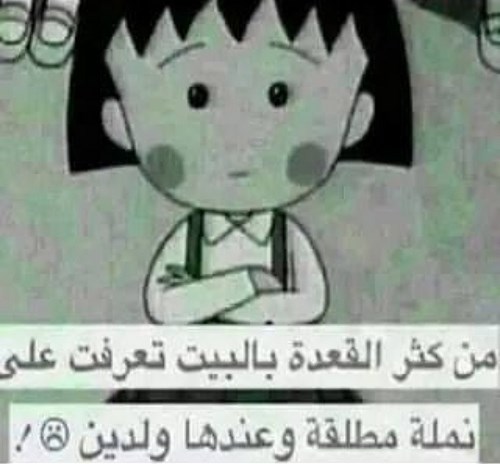 من كثر القعدة بالبيت تعرفت على
نملة مطلقة وعندها ولدين ☹ !